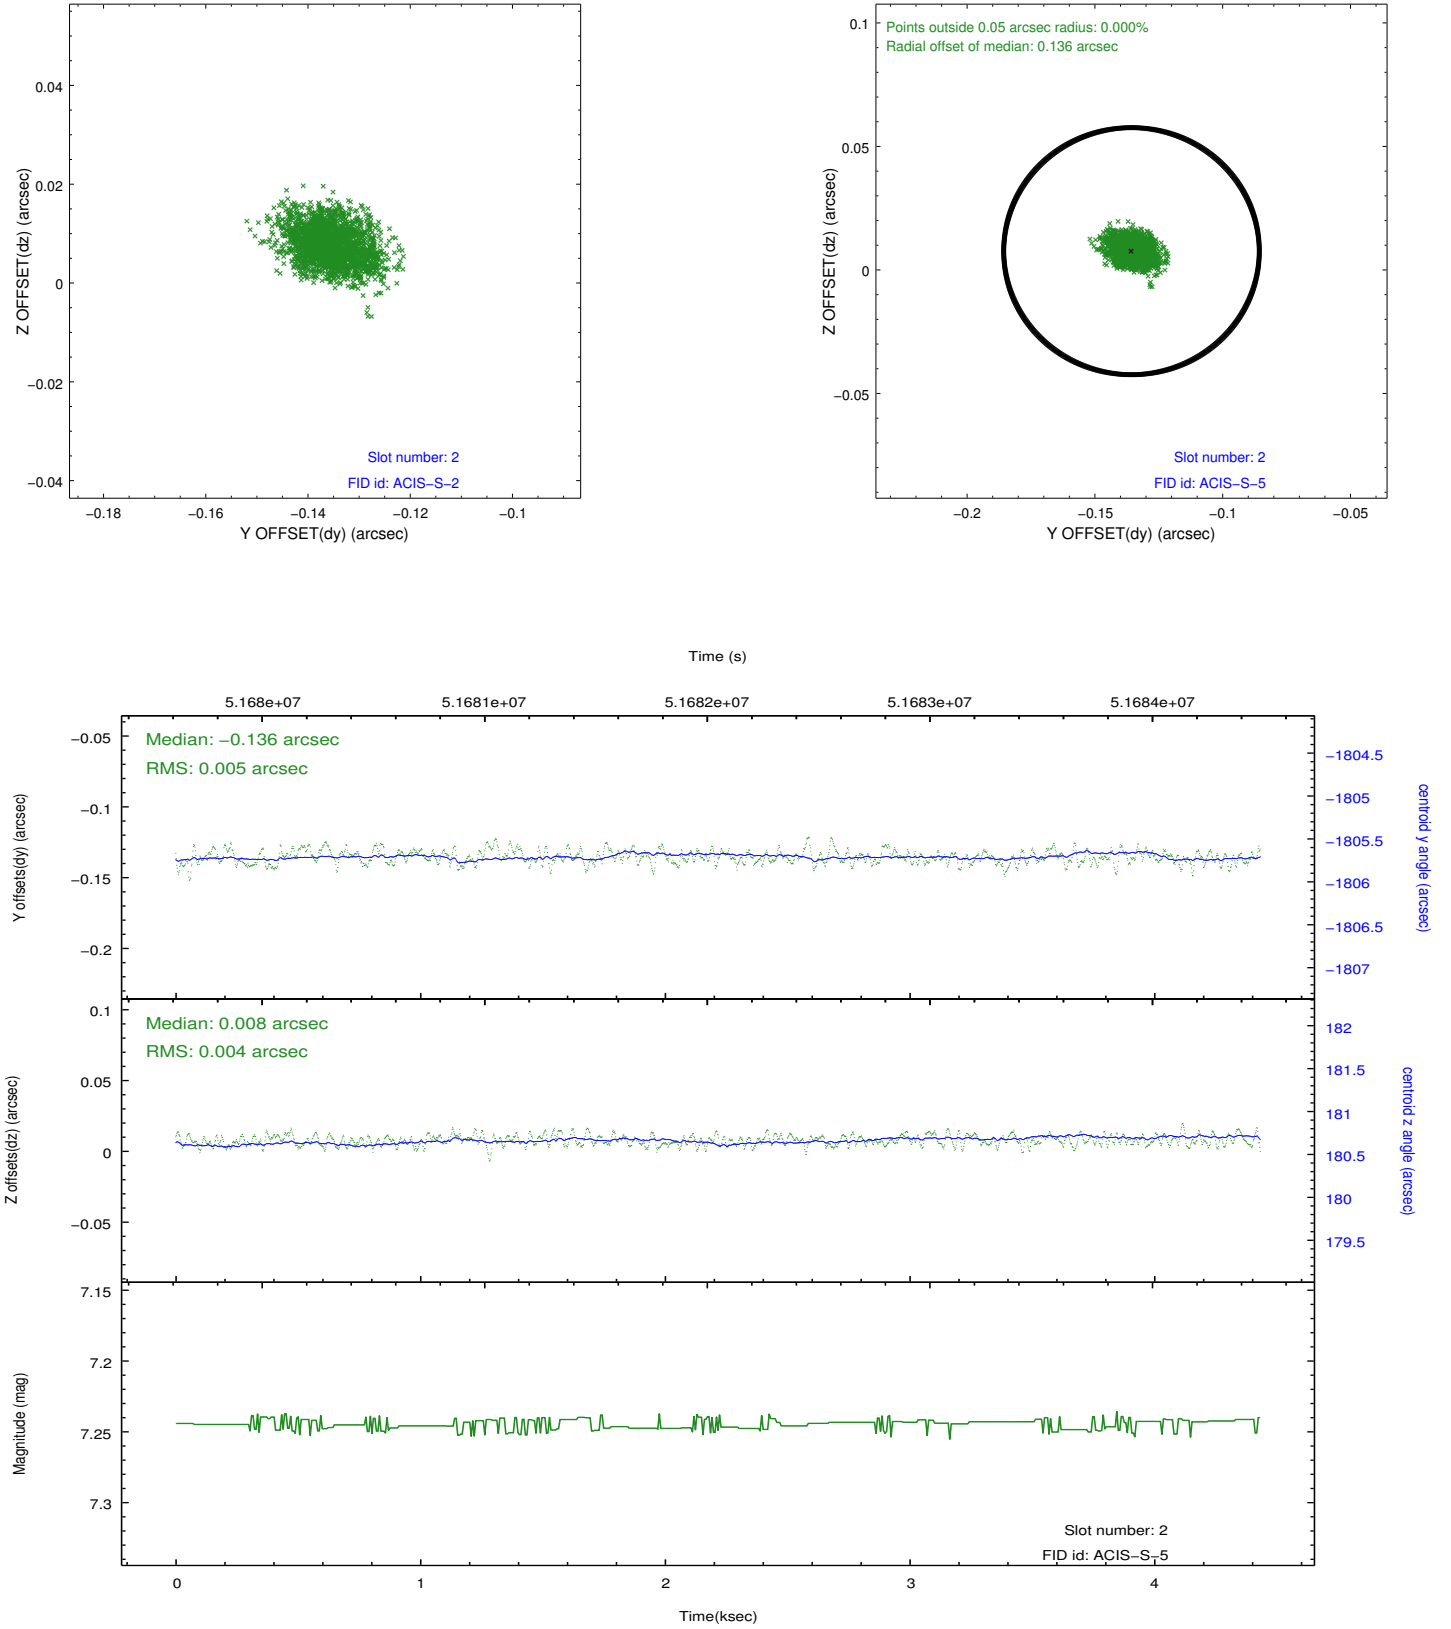 0.04
0.02
0
−0.02
−0.04
Z OFFSET(dz) (arcsec)
Slot number: 2
FID id: ACIS−S−2
−0.18
−0.16
−0.14
−0.12
−0.1
Y OFFSET(dy) (arcsec)
Points outside 0.05 arcsec radius: 0.000%
Radial offset of median: 0.136 arcsec
0.1
0.05
0
−0.05
Z OFFSET(dz) (arcsec)
Slot number: 2
FID id: ACIS−S−5
−0.2
−0.15
−0.1
−0.05
Y OFFSET(dy) (arcsec)
Time (s)
5.168e+07
5.1681e+07
5.1682e+07
5.1683e+07
5.1684e+07
Median: −0.136 arcsec
RMS: 0.005 arcsec
−0.05
−0.1
−0.15
−0.2
Y offsets(dy) (arcsec)
−1804.5
−1805
−1805.5
−1806
−1806.5
−1807
centroid y angle (arcsec)
Median: 0.008 arcsec
RMS: 0.004 arcsec
0.1
0.05
0
−0.05
Z offsets(dz) (arcsec)
182
181.5
181
180.5
180
179.5
centroid z angle (arcsec)
7.15
7.2
7.25
7.3
Magnitude (mag)
Slot number: 2
FID id: ACIS−S−5
0
1
2
3
4
Time(ksec)